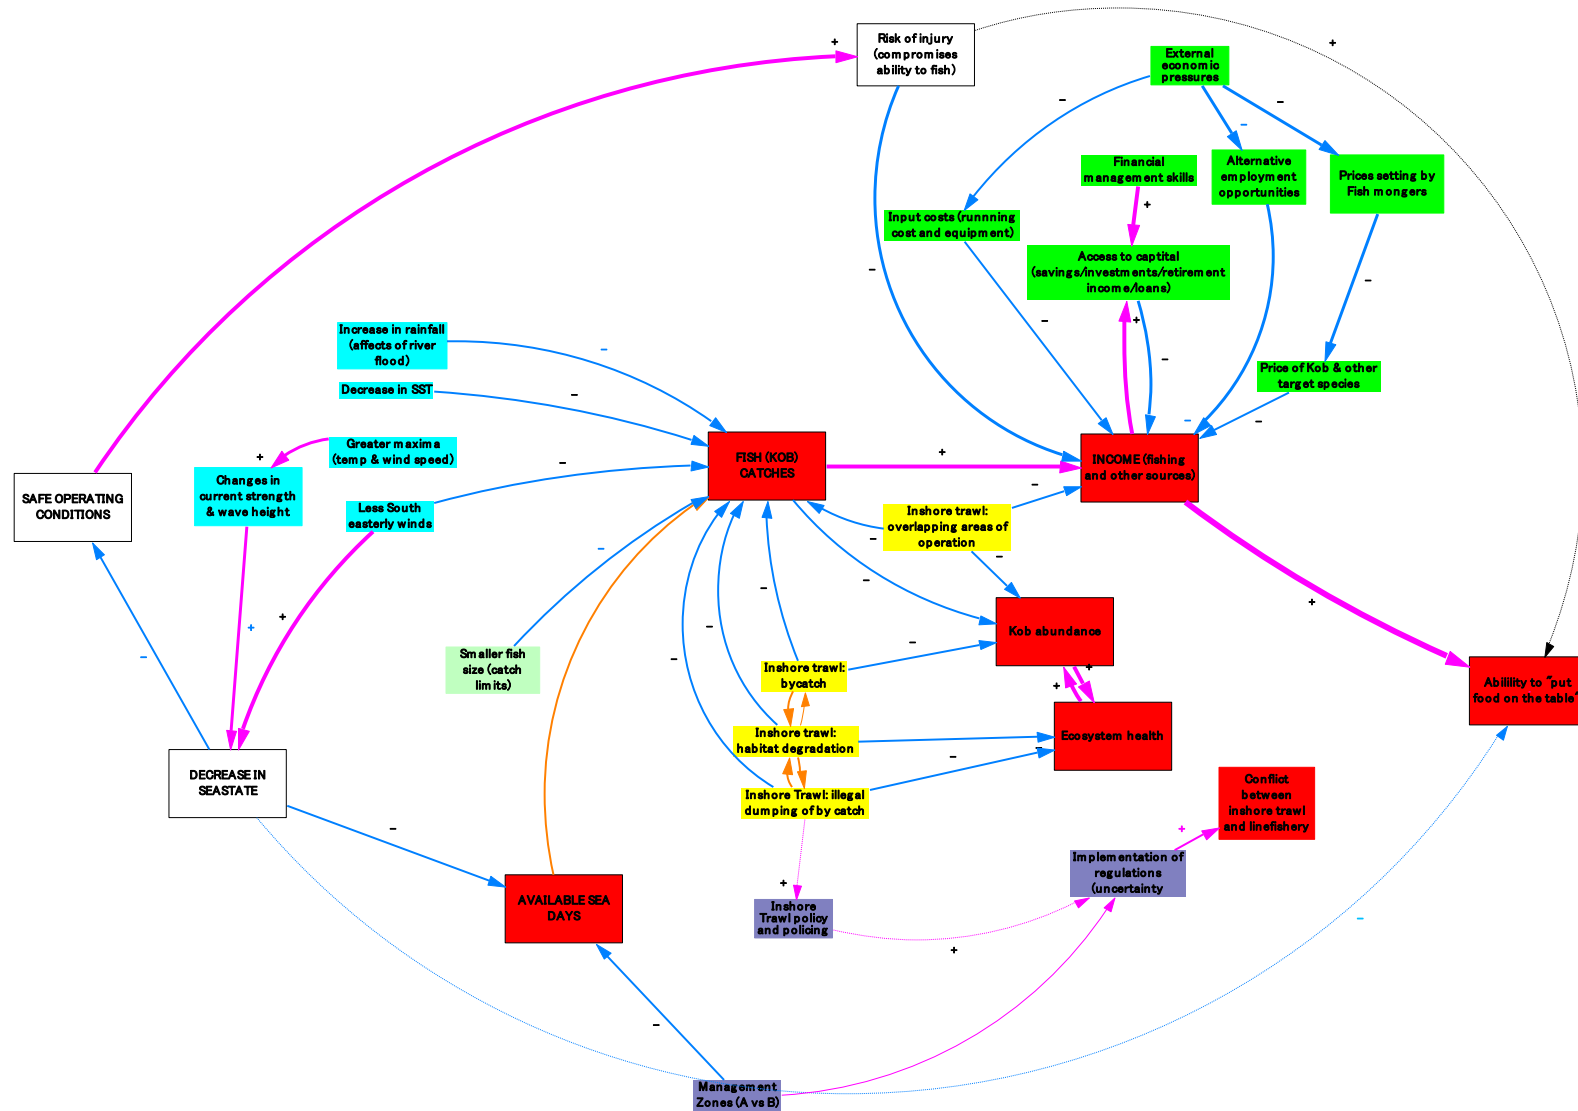 Risk of injury
(compromises
ability to fish)
External
economic
pressures
Financial
management skills
Alternative
employment
opportunities
Prices setting by
Fish mongers
Input costs (runnning
cost and equipment)
Access to captital
(savings/investments/retirement
income/loans)
Increase in rainfall
(affects of river
flood)
Decrease in SST
Price of Kob & other
target species
Greater maxima
(temp & wind speed)
FISH (KOB)
CATCHES
INCOME (fishing
and other sources)
SAFE OPERATING
CONDITIONS
Changes in
current strength
& wave height
Less South
easterly winds
Inshore trawl:
overlapping areas of
operation
Kob abundance
Smaller fish
size (catch
limits)
Inshore trawl:
bycatch
Abilility to "put
food on the table"
Inshore trawl:
habitat degradation
Ecosystem health
DECREASE IN
SEASTATE
Inshore Trawl: illegal
dumping of by catch
Conflict
between
inshore trawl
and linefishery
Implementation of
regulations
(uncertainty
AVAILABLE SEA
DAYS
Inshore
Trawl policy
and policing
Management
Zones (A vs B)